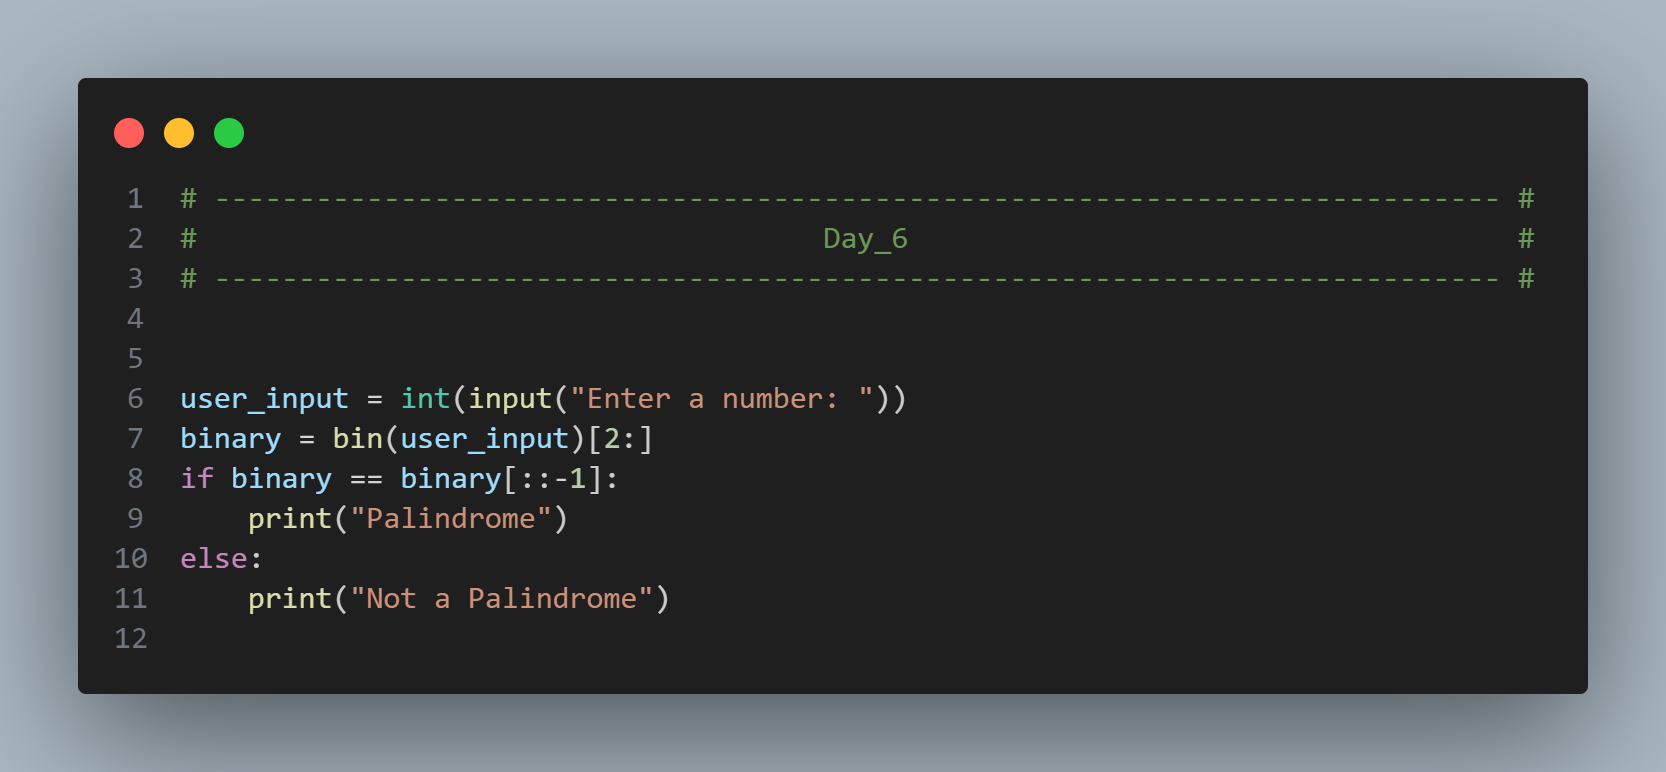 1 # ---------------------------------------------------------------------------- #
2 #                                     Day_6                                    #
3 # ---------------------------------------------------------------------------- #
4
5
6 user_input = int(input("Enter a number: "))
7 binary = bin(user_input)[2:]
8 if binary == binary[::-1]:
9     print("Palindrome")
10 else:
11     print("Not a Palindrome")
12